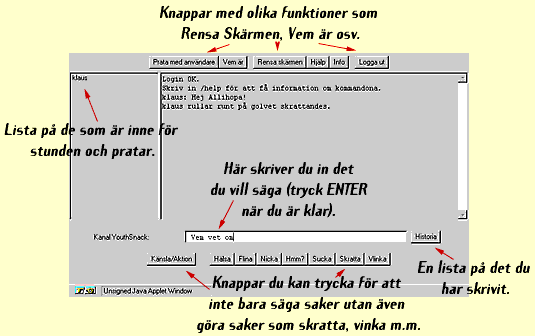 Knappar med olika funktioner som
Rensa Skärmen, Vem är osv.
Prata med användare Vem är Rensa skärmen Hjälp Info Logga ut
klaus
Login OK.
Skriv in /help för att få information om kommandona.
klaus: Hej Allihopa!
klaus rullar runt på golvet skrattandes.
Lista på de som är inne för
stunden och pratar.
Här skriver du in det
du vill säga (tryck ENTER
när du är klar).
Kanal YouthSnack: Vem vet om Historia
Känsla/Aktion Hälsa Flina Nicka Hmm? Sucka Skratta Vinka
En lista på det du
har skrivit.
Knappar du kan trycka för att
inte bara säga saker utan även
göra saker som skratta, vinka m.m.
Unsigned Java Applet Window